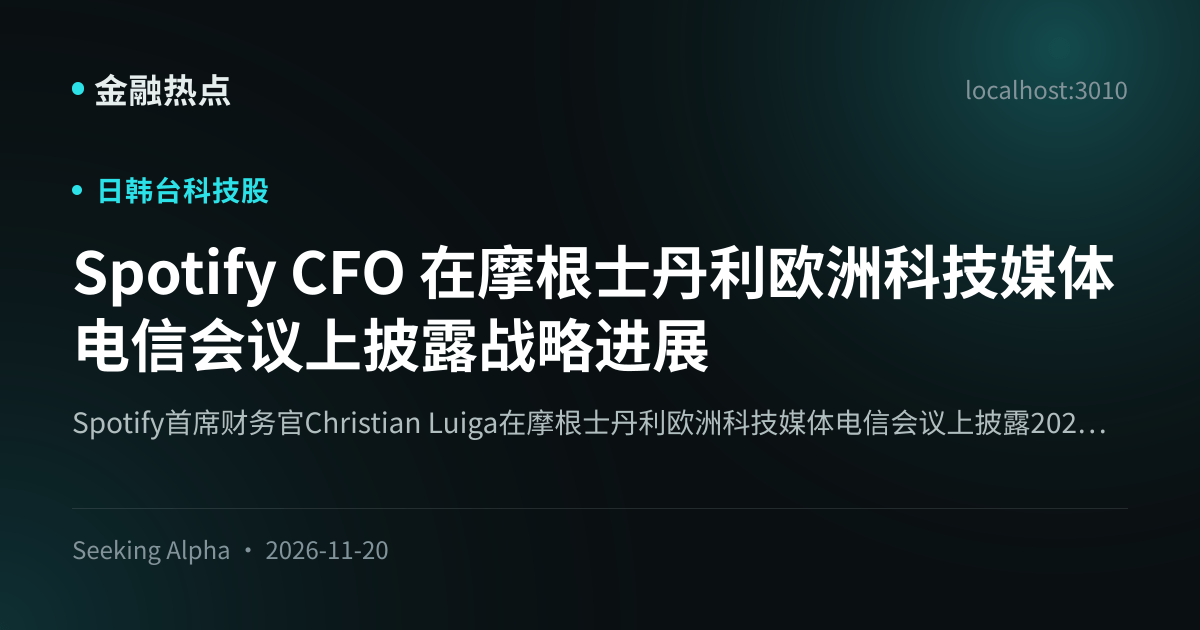 金融热点
localhost:3010
日韩台科技股
Spotify CFO 在摩根士丹利欧洲科技媒体
电信会议上披露战略进展
Spotify首席财务官Christian Luiga在摩根士丹利欧洲科技媒体电信会议上披露202…
Seeking Alpha · 2026-11-20